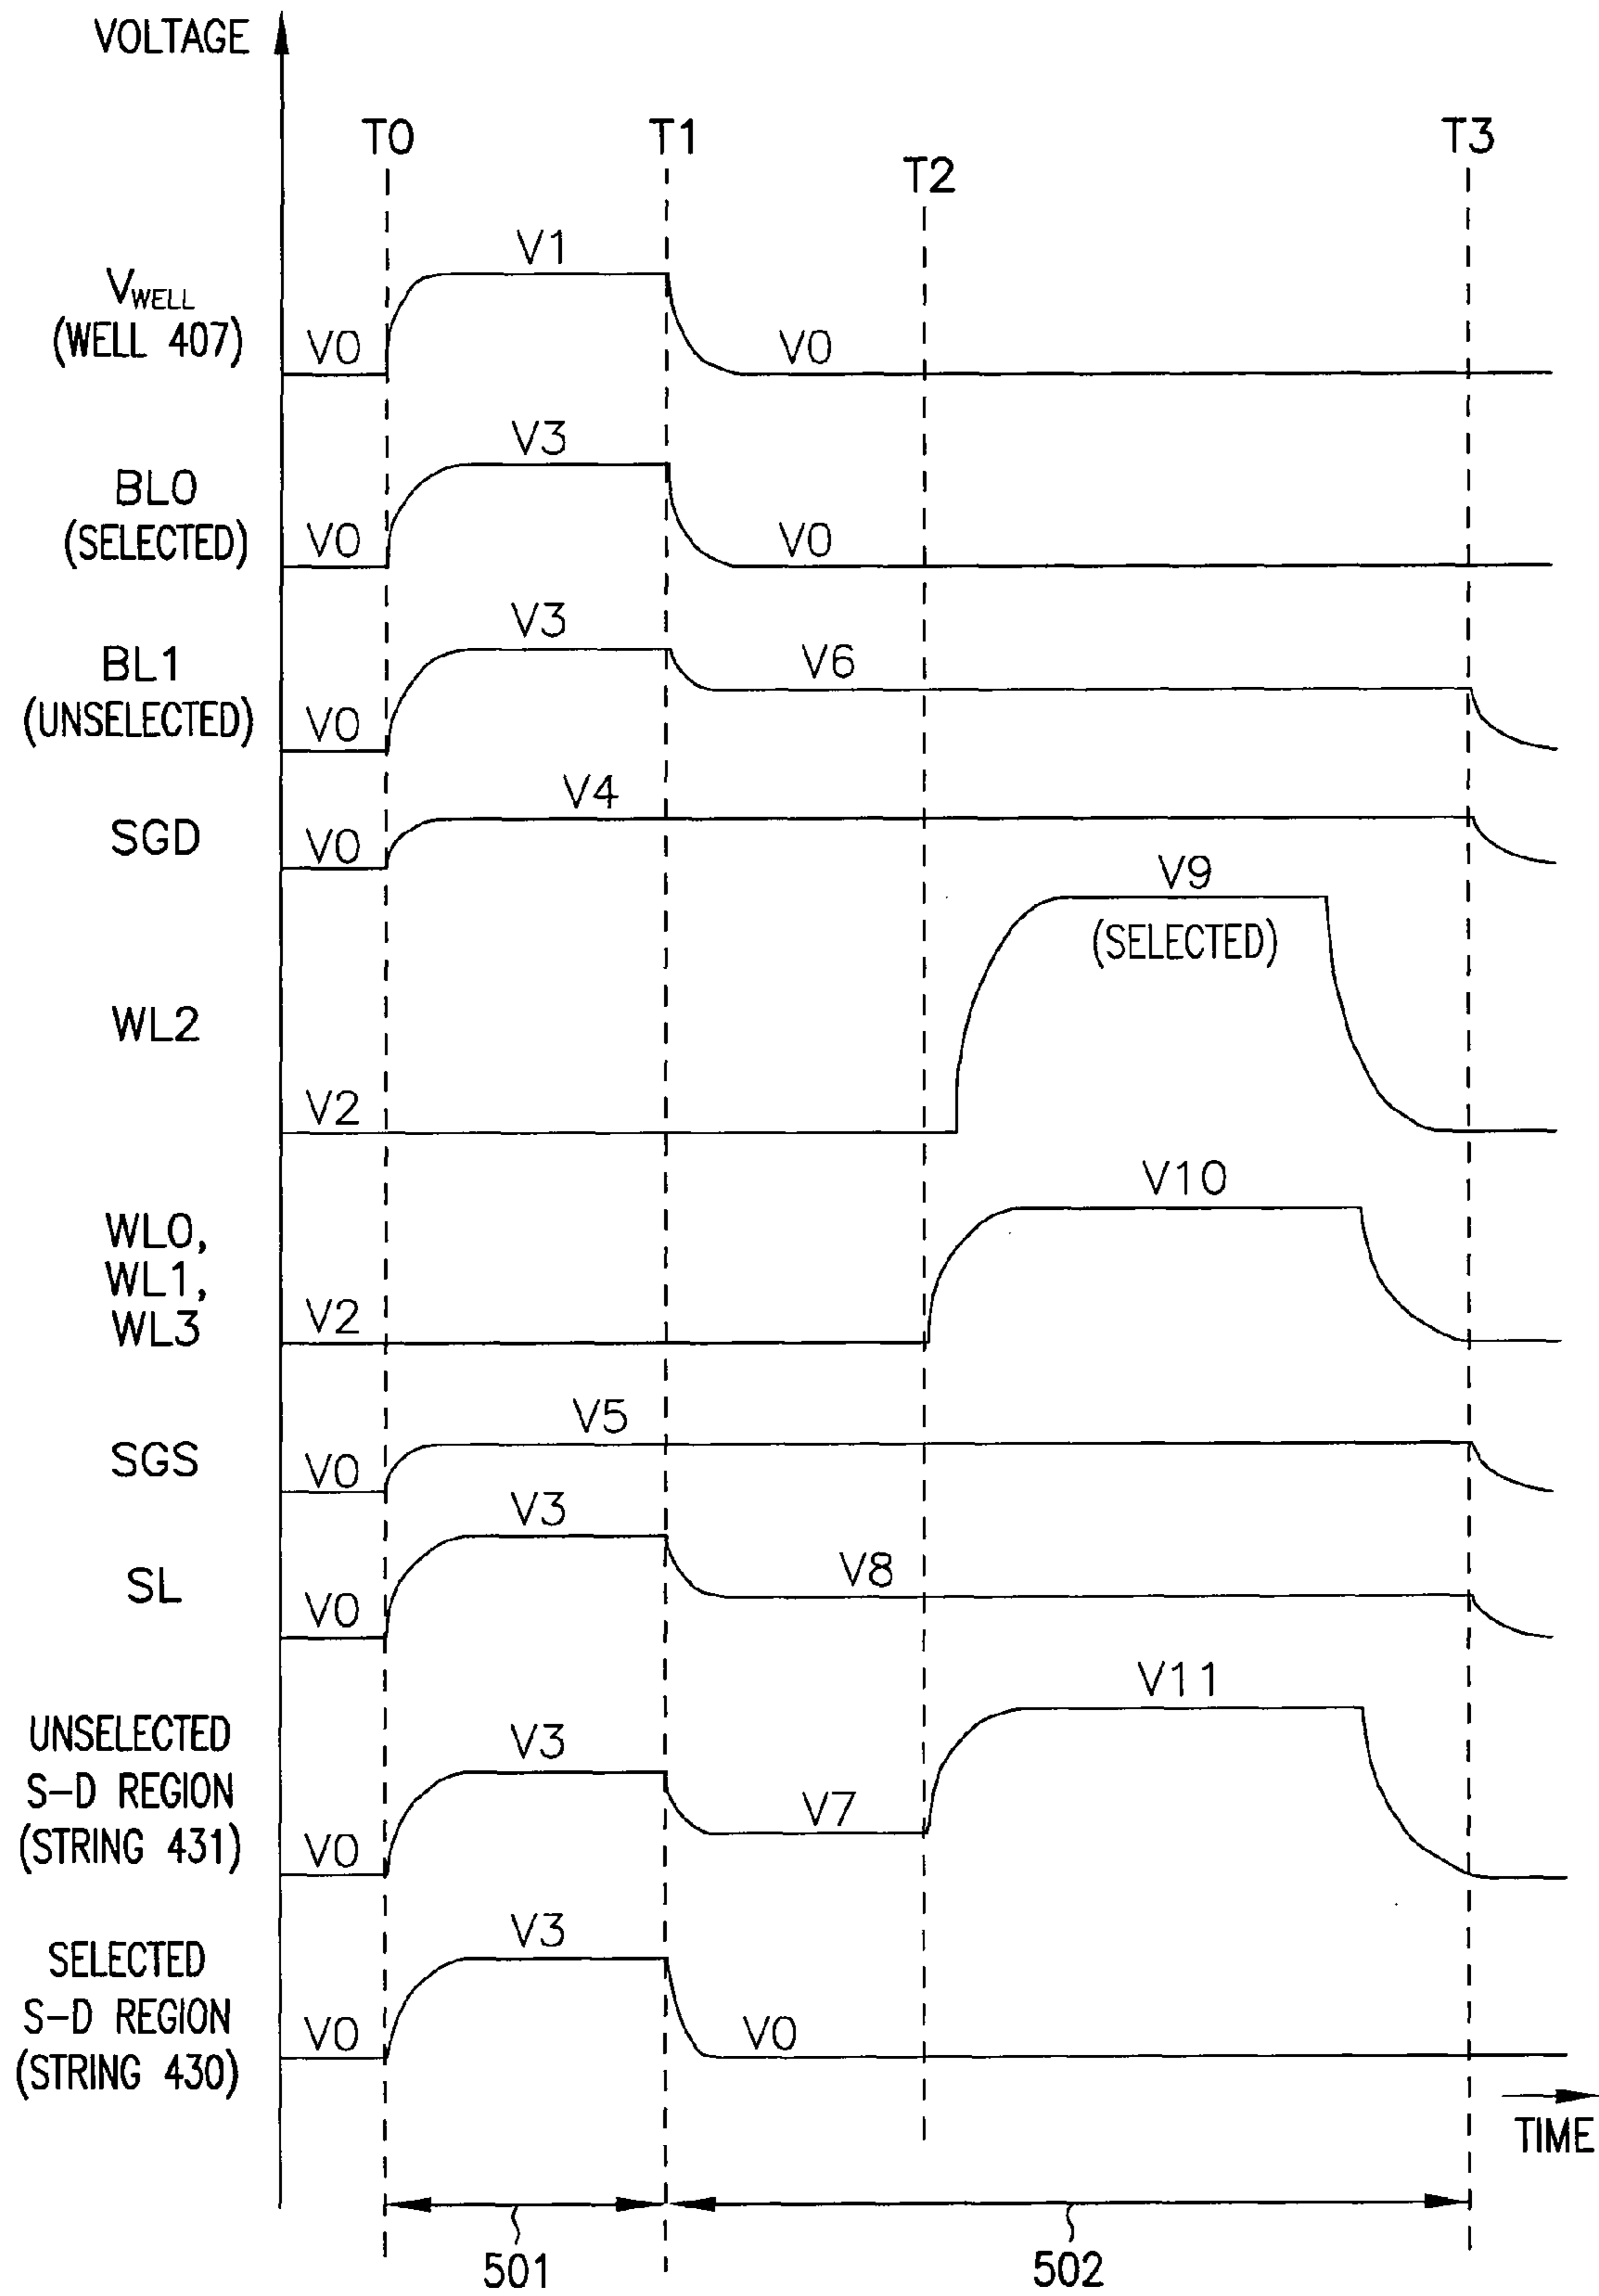 VOLTAGE
T0
T1
T2
T3
VWELL
(WELL 407)
V0
V1
V0
BL0
(SELECTED)
V0
V3
V0
BL1
(UNSELECTED)
V0
V3
V6
SGD
V0
V4
WL2
V2
V9
(SELECTED)
WL0,
WL1,
WL3
V2
V10
SGS
V0
V5
SL
V0
V3
V8
UNSELECTED
S-D REGION
(STRING 431)
V0
V3
V7
V11
SELECTED
S-D REGION
(STRING 430)
V0
V3
V0
TIME
501
502